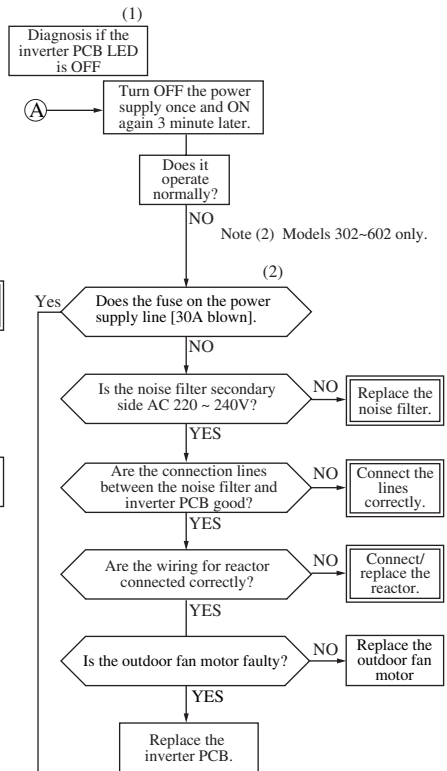 (1)
Diagnosis if the
inverter PCB LED
is OFF
A
Turn OFF the power
supply once and ON
again 3 minute later.
Does it
operate
normally?
NO
Note (2) Models 302~602 only.
(2)
Yes
Does the fuse on the power
supply line [30A blown].
NO
Is the noise filter secondary
side AC 220 ~ 240V?
NO
Replace the
noise filter.
YES
Are the connection lines
between the noise filter and
inverter PCB good?
NO
Connect the
lines
correctly.
YES
Are the wiring for reactor
connected correctly?
NO
Connect/
replace the
reactor.
YES
Is the outdoor fan motor faulty?
NO
Replace the
outdoor fan
motor
YES
Replace the
inverter PCB.